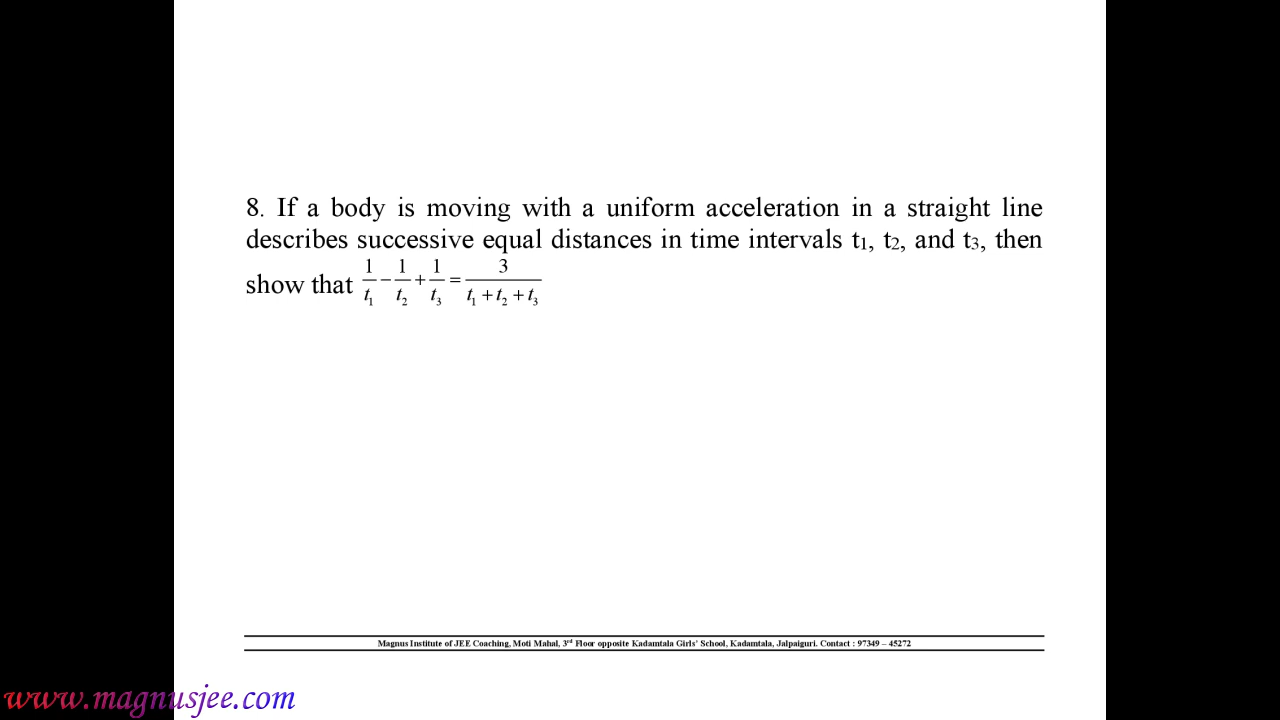 8. If a body is moving with a uniform acceleration in a straight line
describes successive equal distances in time intervals t₁, t₂, and t₃, then
show that 1/t₁ − 1/t₂ + 1/t₃ = 3/(t₁ + t₂ + t₃)
Magnus Institute of JEE Coaching, Moti Mahal, 3rd Floor opposite Kadamtala Girls' School, Kadamtala, Jalpaiguri. Contact : 97349 – 45272
www.magnusjee.com